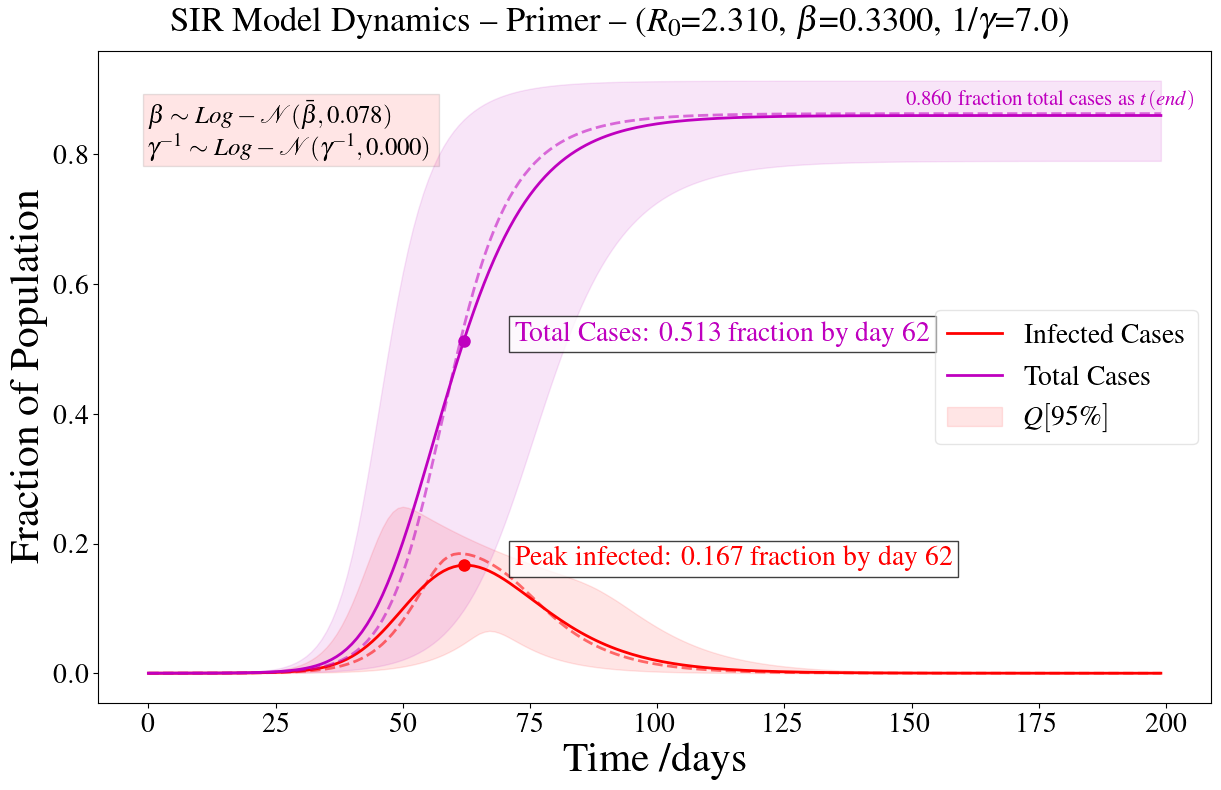 SIR Model Dynamics – Primer – (R₀=2.310, β=0.3300, 1/γ=7.0)
β ∼ Log − 𝒩(β̄, 0.078)
γ⁻¹ ∼ Log − 𝒩(γ⁻¹, 0.000)
0.860 fraction total cases as t(end)
Fraction of Population
0.8
0.6
0.4
0.2
0.0
Total Cases: 0.513 fraction by day 62
Infected Cases
Total Cases
Q[95%]
Peak infected: 0.167 fraction by day 62
0 25 50 75 100 125 150 175 200
Time /days